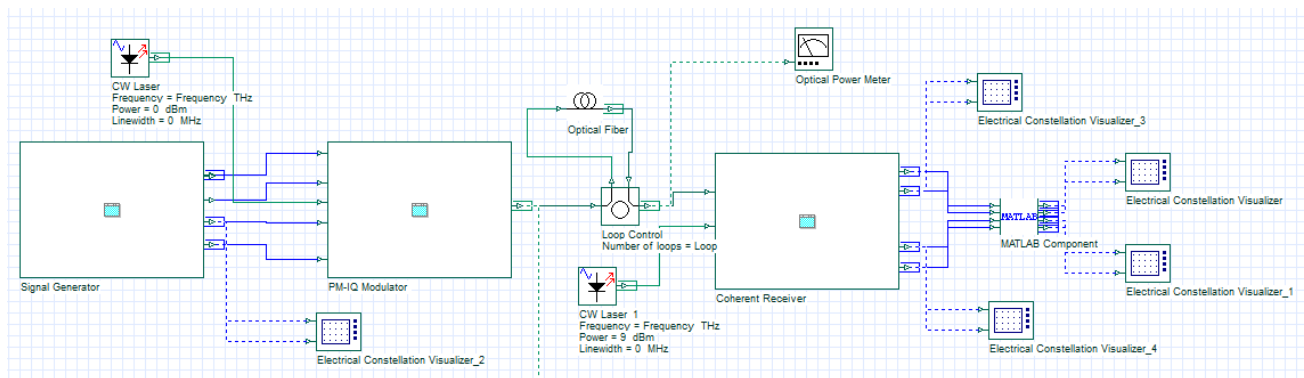 CW Laser
Frequency = Frequency THz
Power = 0 dBm
Linewidth = 0 MHz
Optical Power Meter
Optical Fiber
Electrical Constellation Visualizer_3
Electrical Constellation Visualizer
MATLAB
MATLAB Component
Loop Control
Number of loops = Loop
Signal Generator
PM-IQ Modulator
Coherent Receiver
Electrical Constellation Visualizer_1
CW Laser 1
Frequency = Frequency THz
Power = 9 dBm
Linewidth = 0 MHz
Electrical Constellation Visualizer_2
Electrical Constellation Visualizer_4